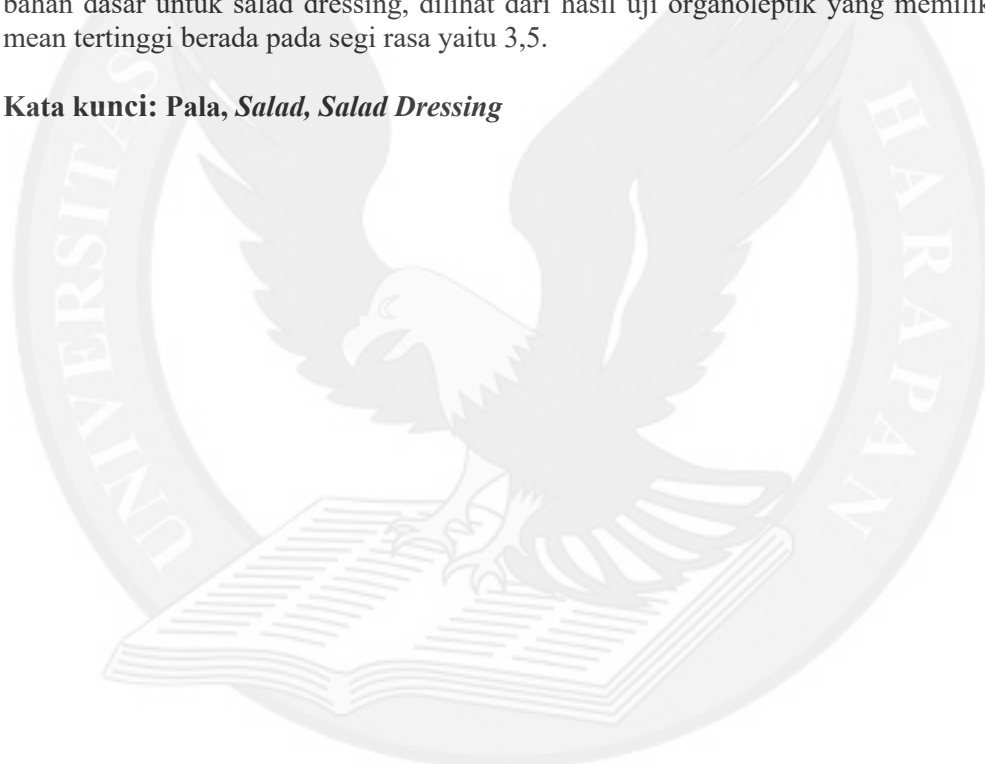 bahan dasar untuk salad dressing, dilihat dari hasil uji organoleptik yang memilik
mean tertinggi berada pada segi rasa yaitu 3,5.
Kata kunci: Pala, Salad, Salad Dressing
UNIVERSITAS
HARAPAN